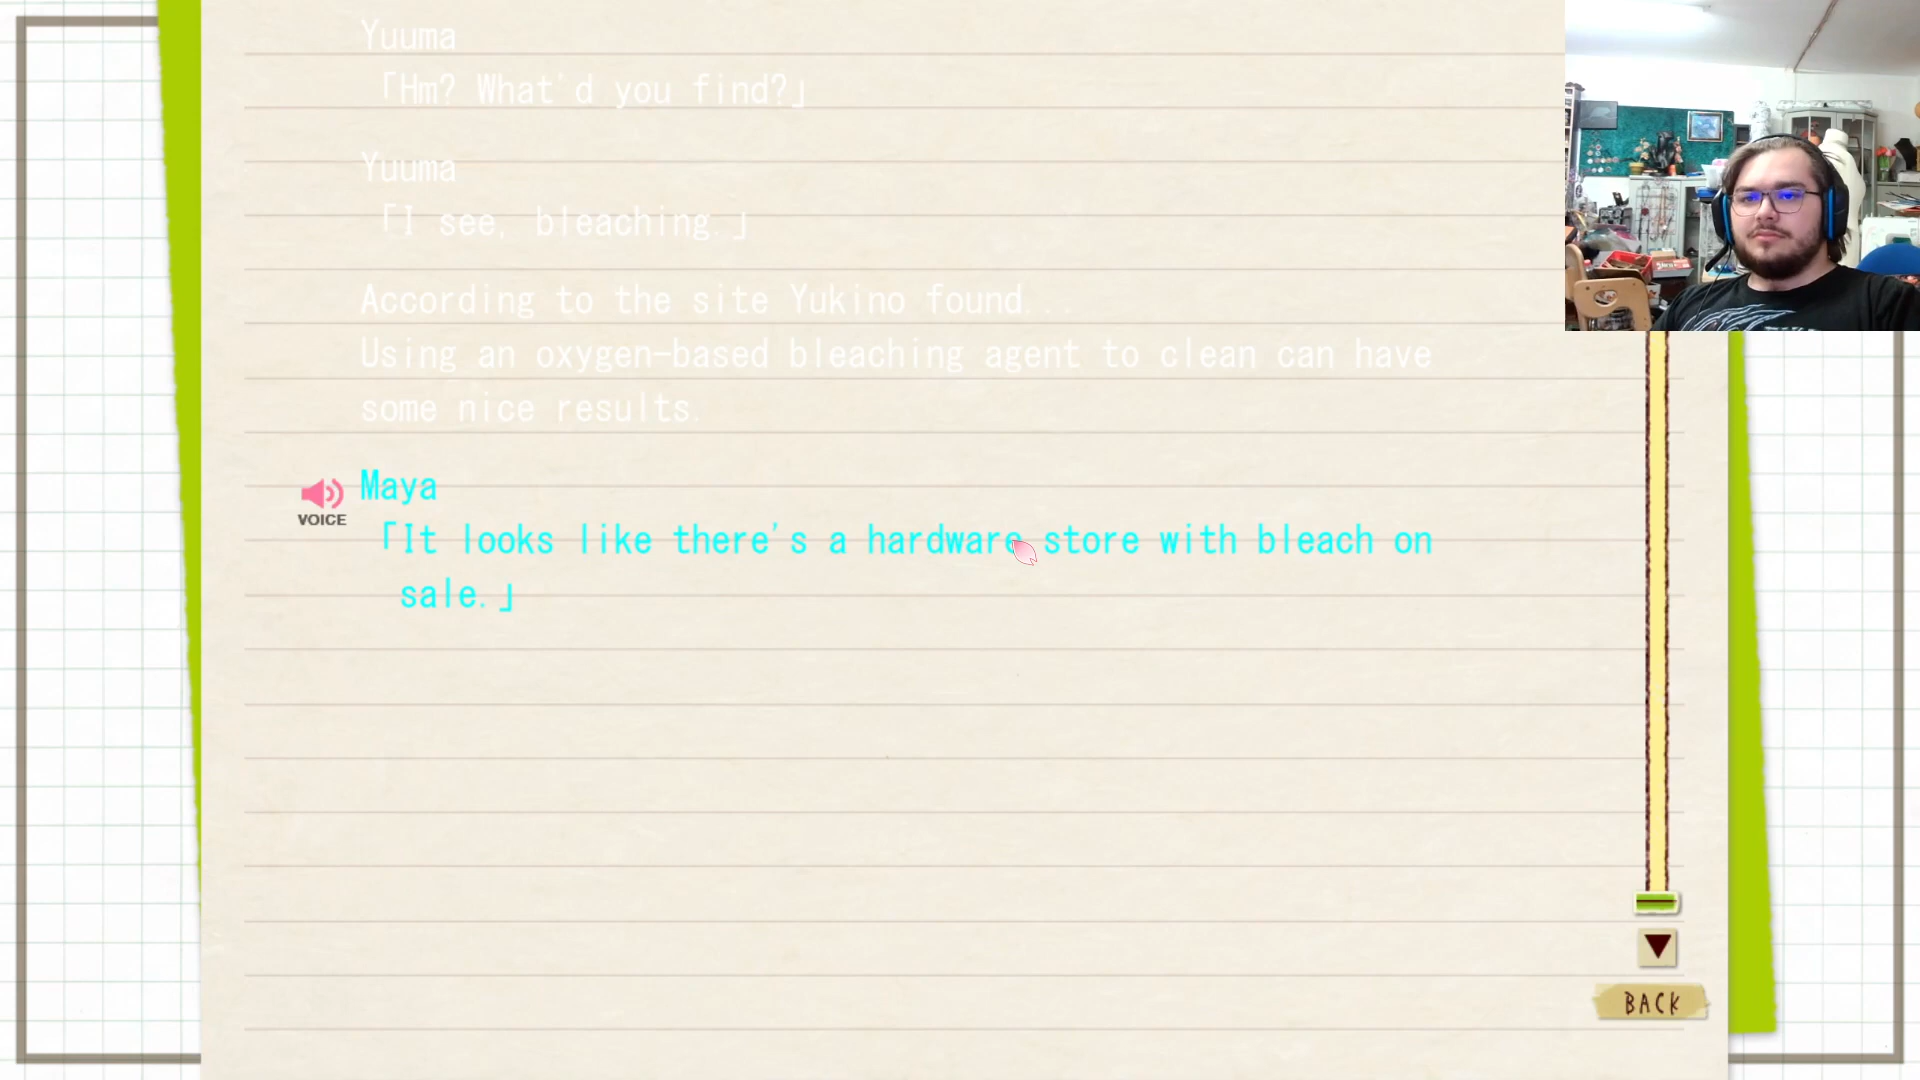 Yuuma
「Hm? What'd you find?」
Yuuma
「I see, bleaching.」
According to the site Yukino found...
Using an oxygen-based bleaching agent to clean can have
some nice results.
Maya
VOICE
「It looks like there's a hardware store with bleach on
sale.」
BACK